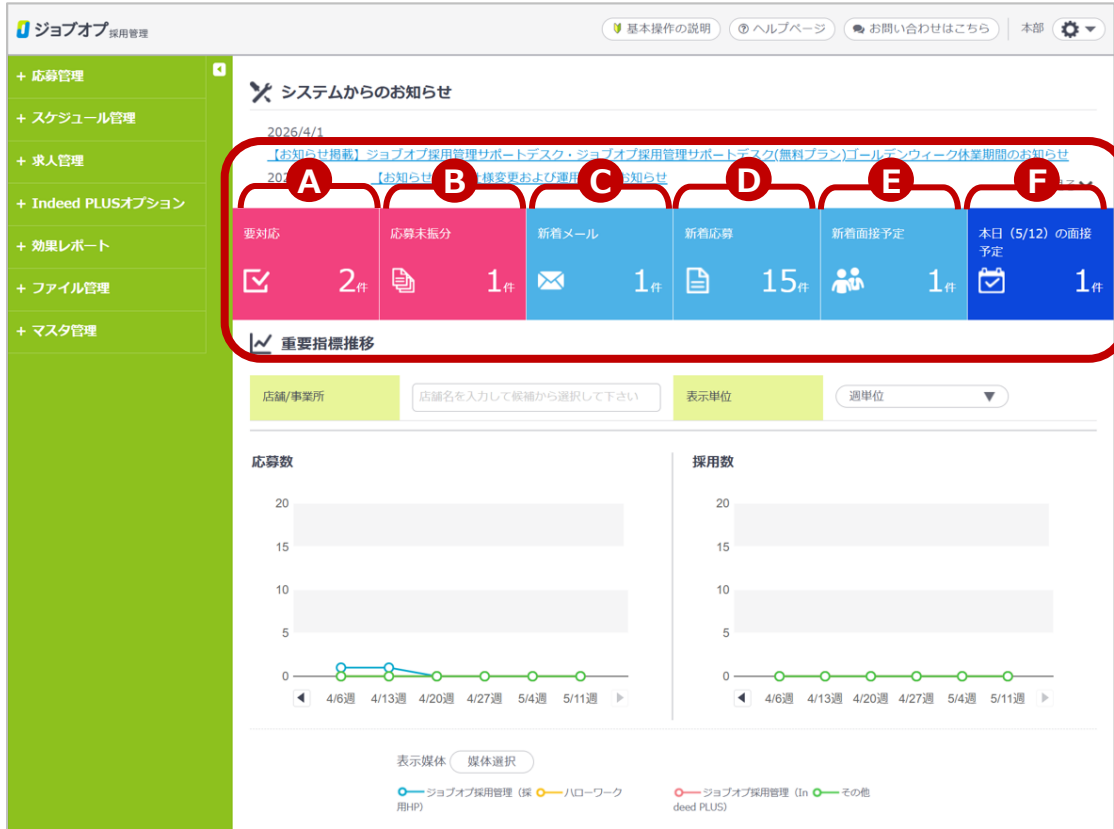 ジョブオプ採用管理
基本操作の説明
ヘルプページ
お問い合わせはこちら
本部
+ 応募管理
+ スケジュール管理
+ 求人管理
+ Indeed PLUSオプション
+ 効果レポート
+ ファイル管理
+ マスタ管理
システムからのお知らせ
2026/4/1
【お知らせ掲載】ジョブオプ採用管理サポートデスク・ジョブオプ採用管理サポートデスク(無料プラン)ゴールデンウィーク休業期間のお知らせ
A
B
C
D
E
F
要対応
2件
応募未振分
1件
新着メール
1件
新着応募
15件
新着面接予定
1件
本日（5/12）の面接
予定
1件
重要指標推移
店舗/事業所
店舗名を入力して候補から選択して下さい
表示単位
週単位
応募数
20
15
10
5
0
4/6週 4/13週 4/20週 4/27週 5/4週 5/11週
採用数
20
15
10
5
0
4/6週 4/13週 4/20週 4/27週 5/4週 5/11週
表示媒体
媒体選択
ジョブオプ採用管理（採
用HP）
ハローワーク
ジョブオプ採用管理（In
deed PLUS）
その他